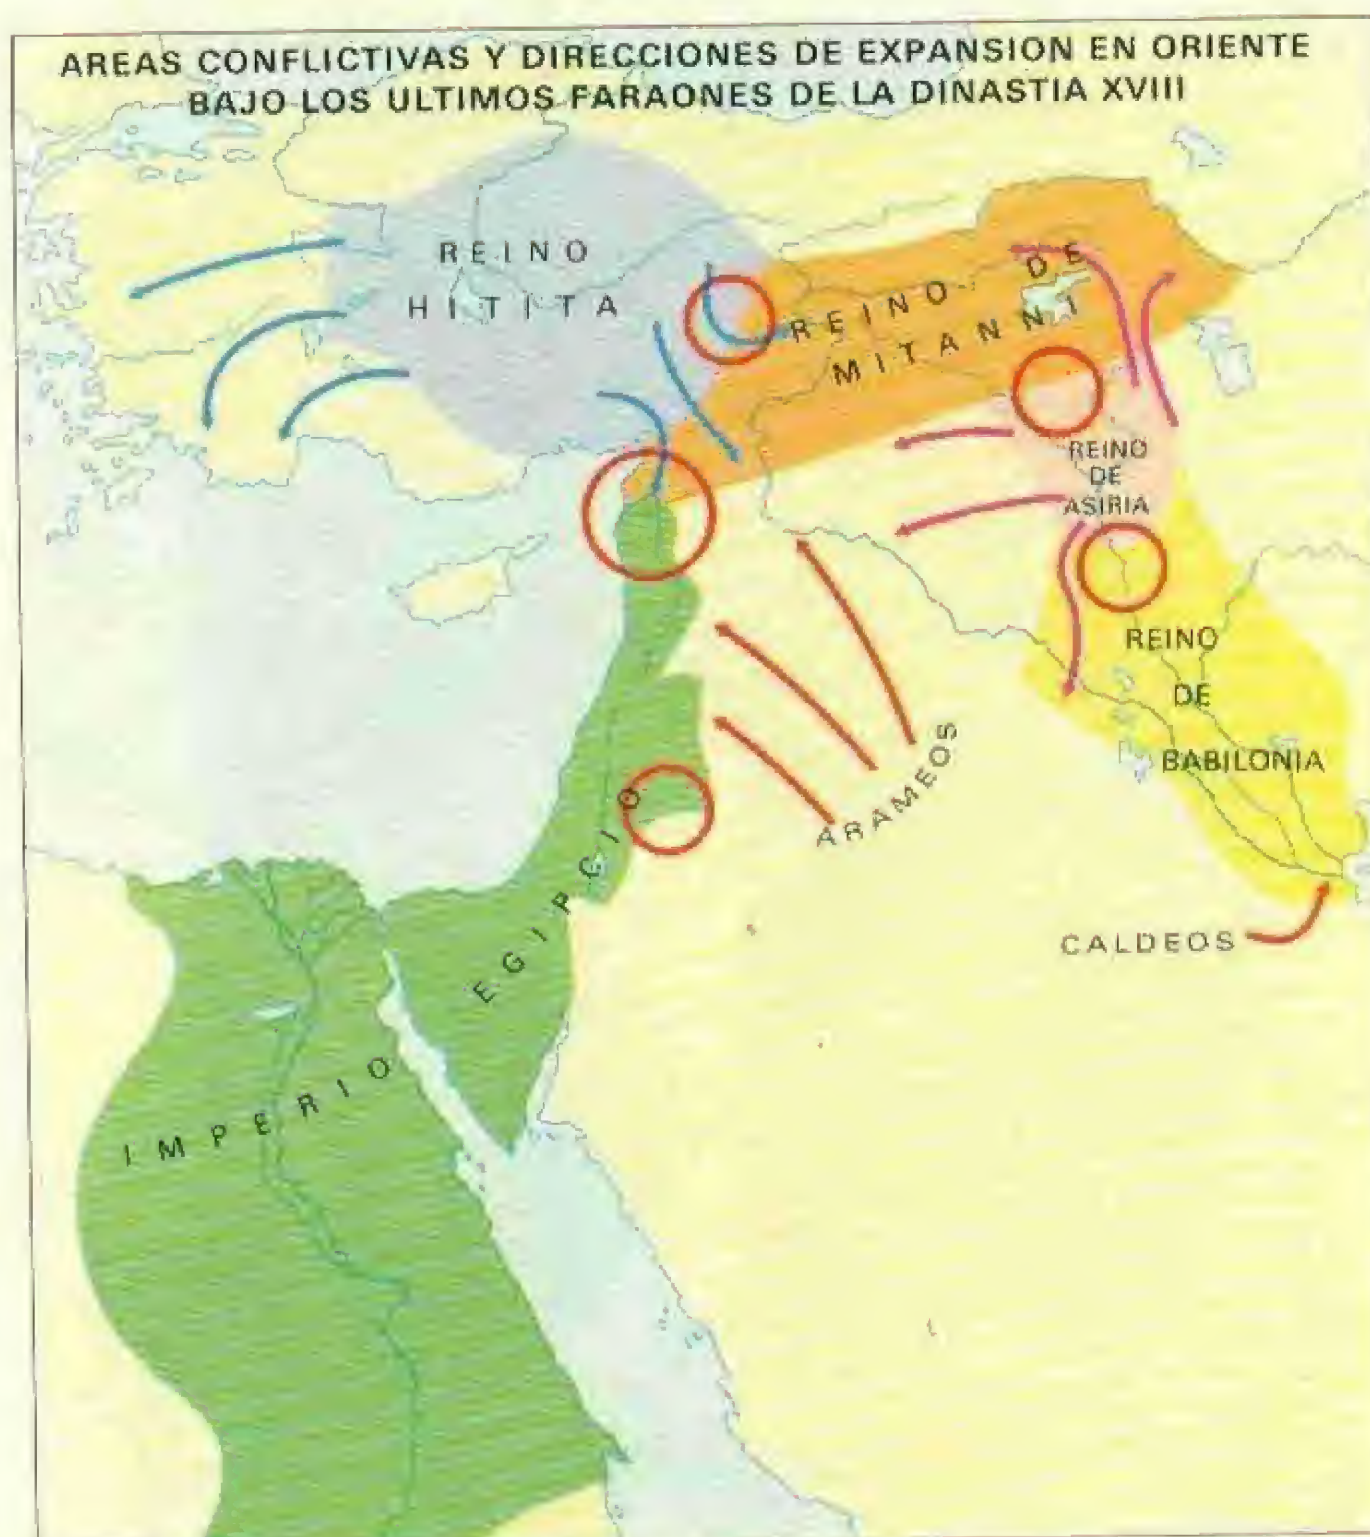 AREAS CONFLICTIVAS Y DIRECCIONES DE EXPANSION EN ORIENTE
BAJO LOS ULTIMOS FARAONES DE LA DINASTIA XVIII
REINO
HITITA
REINO DE
MITANNI
REINO
DE
ASIRIA
REINO
DE
BABILONIA
ARAMEOS
CALDEOS
IMPERIO EGIPCIO